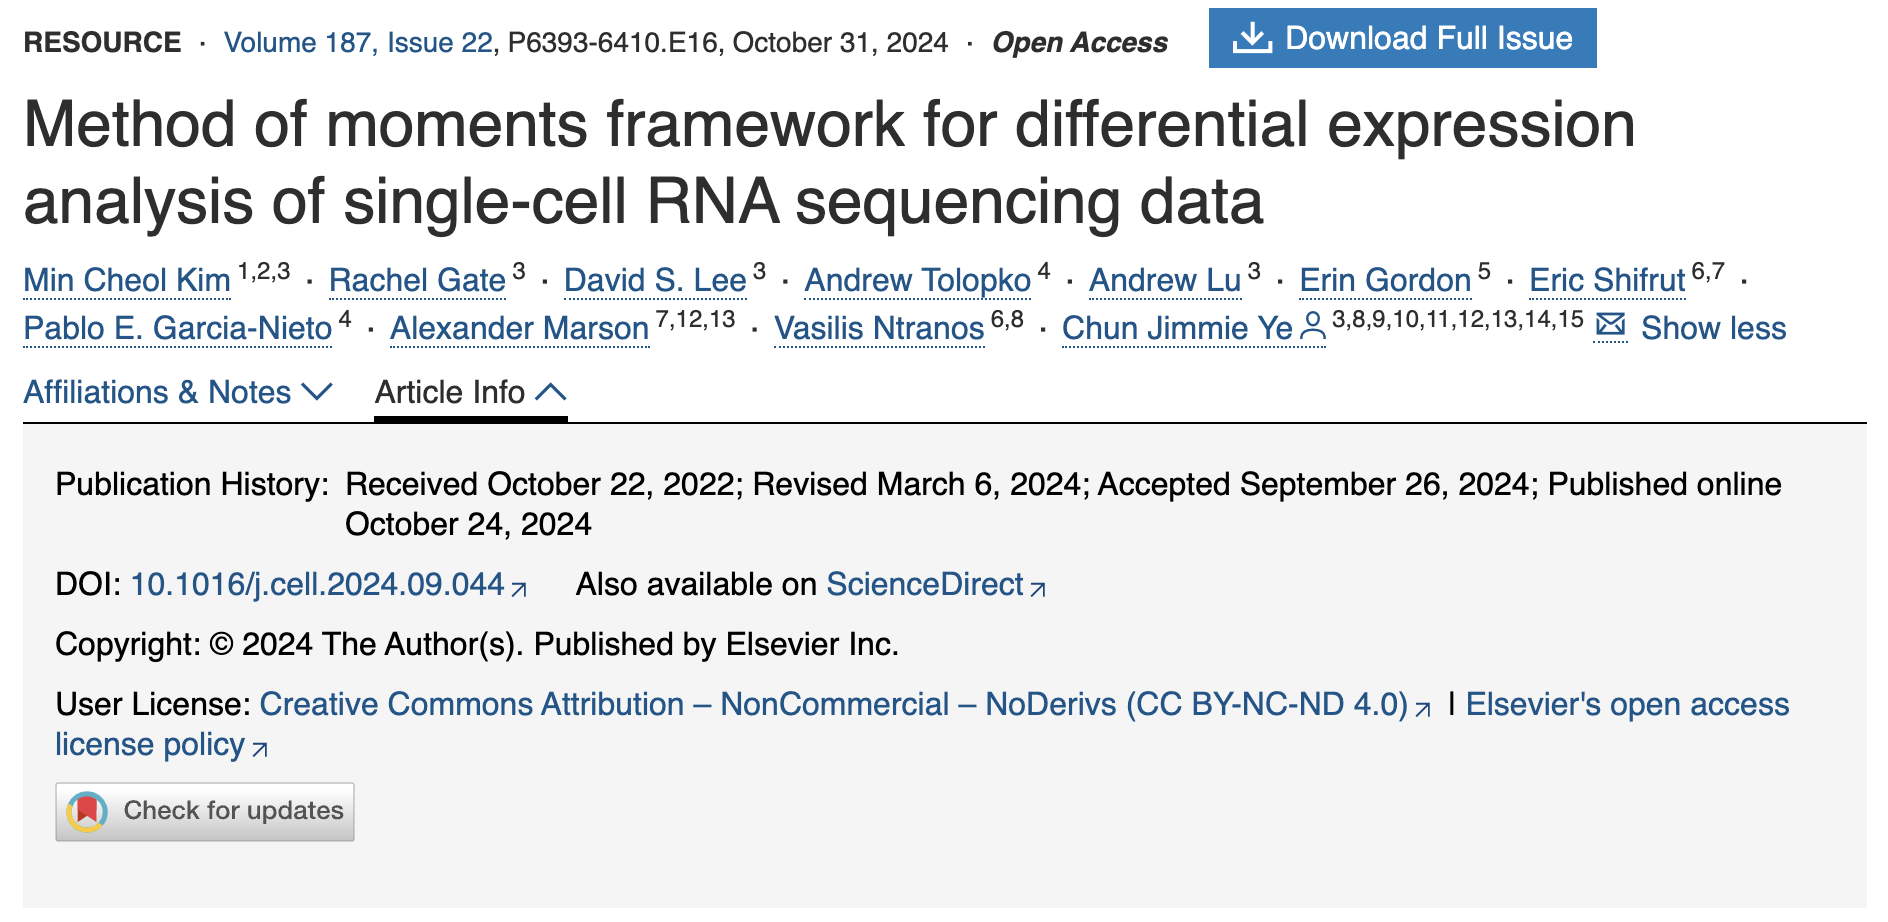 RESOURCE · Volume 187, Issue 22, P6393-6410.E16, October 31, 2024 · Open Access Download Full Issue
Method of moments framework for differential expression
analysis of single-cell RNA sequencing data
Min Cheol Kim 1,2,3 · Rachel Gate 3 · David S. Lee 3 · Andrew Tolopko 4 · Andrew Lu 3 · Erin Gordon 5 · Eric Shifrut 6,7 ·
Pablo E. Garcia-Nieto 4 · Alexander Marson 7,12,13 · Vasilis Ntranos 6,8 · Chun Jimmie Ye 3,8,9,10,11,12,13,14,15 Show less
Affiliations & Notes Article Info
Publication History: Received October 22, 2022; Revised March 6, 2024; Accepted September 26, 2024; Published online
October 24, 2024
DOI: 10.1016/j.cell.2024.09.044 Also available on ScienceDirect
Copyright: © 2024 The Author(s). Published by Elsevier Inc.
User License: Creative Commons Attribution – NonCommercial – NoDerivs (CC BY-NC-ND 4.0) | Elsevier's open access
license policy
Check for updates